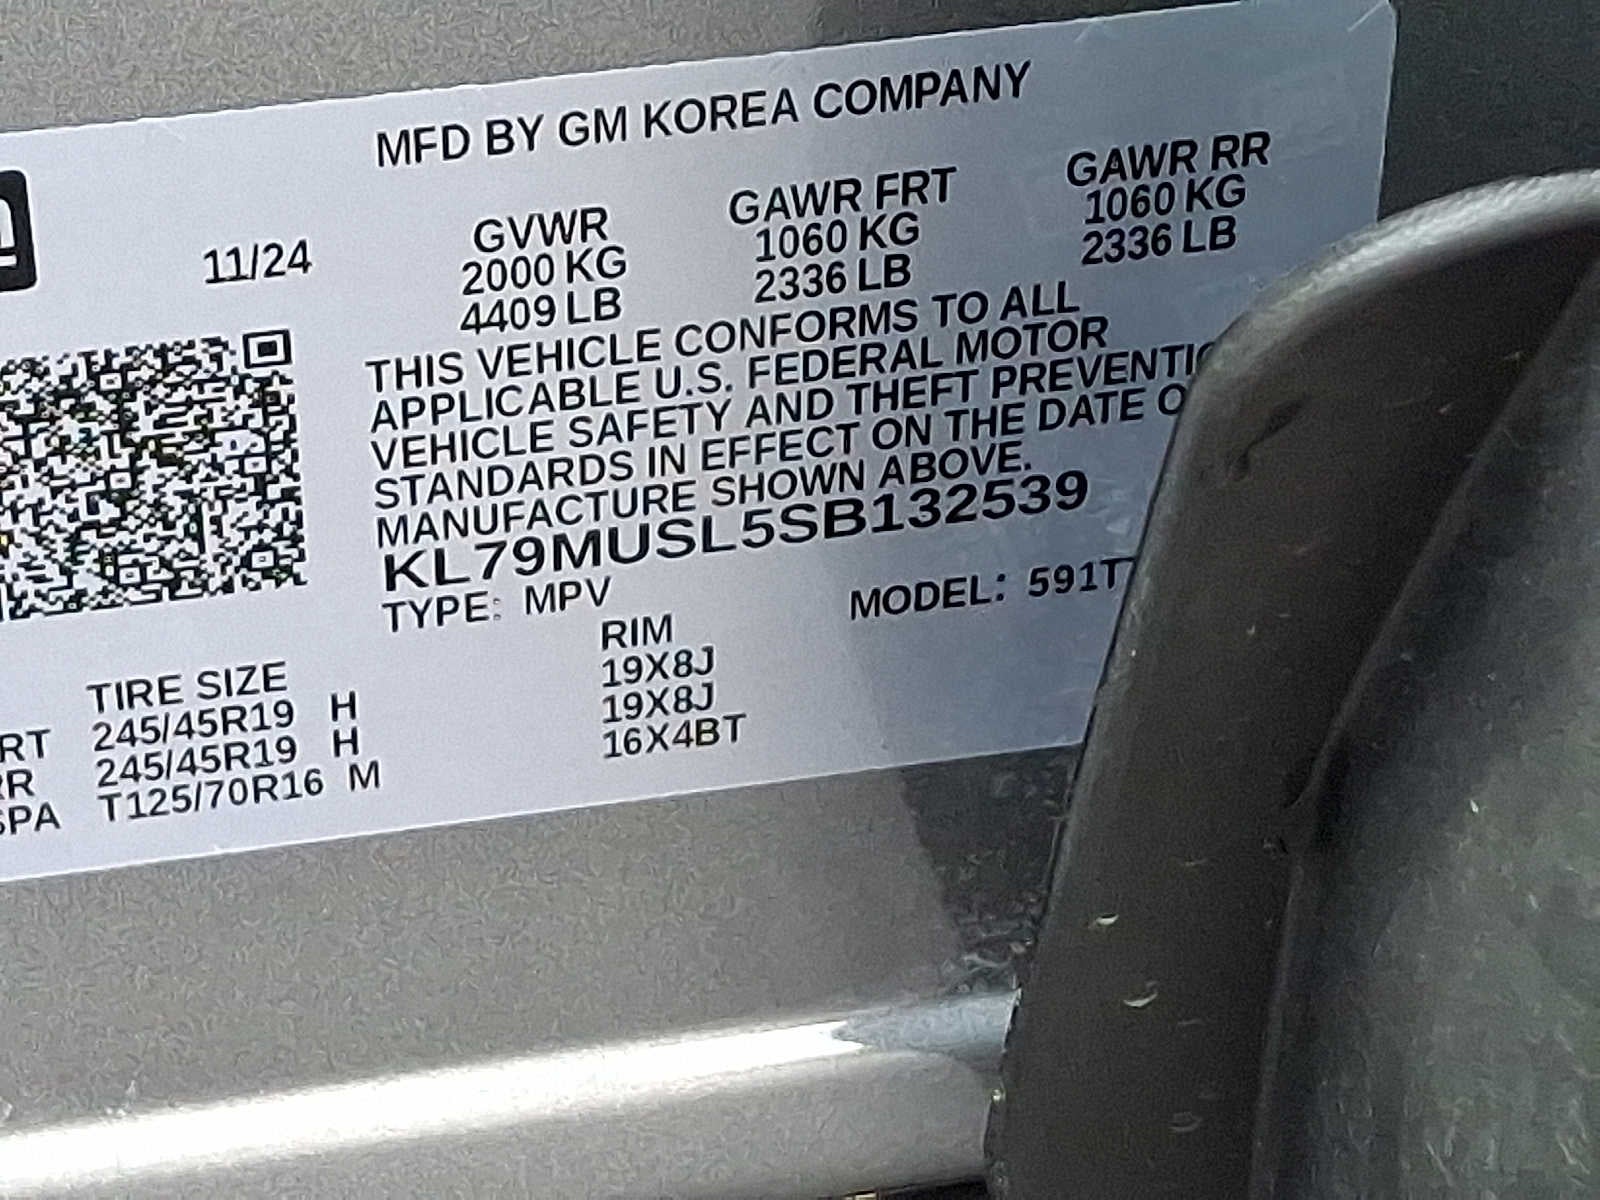 MFD BY GM KOREA COMPANY
11/24
GVWR
2000 KG
4409 LB
GAWR FRT
1060 KG
2336 LB
GAWR RR
1060 KG
2336 LB
THIS VEHICLE CONFORMS TO ALL
APPLICABLE U.S. FEDERAL MOTOR
VEHICLE SAFETY AND THEFT PREVENTIO
STANDARDS IN EFFECT ON THE DATE O
MANUFACTURE SHOWN ABOVE.
KL79MUSL5SB132539
TYPE: MPV
MODEL: 591T
TIRE SIZE RIM
RT 245/45R19 H 19X8J
RR 245/45R19 H 19X8J
SPA T125/70R16 M 16X4BT